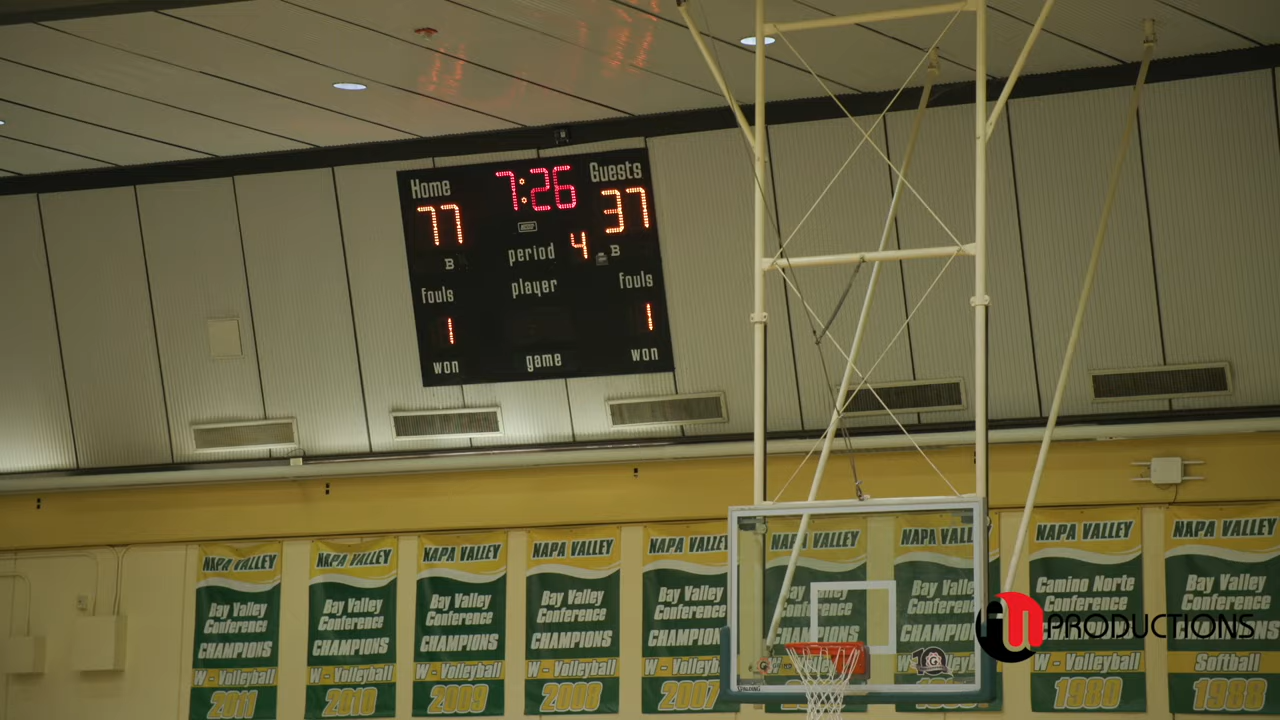 Home 7:26 Guests
77 37
period 4
B B
fouls player fouls
1 1
won game won
NAPA VALLEY
Bay Valley
Conference
CHAMPIONS
W - Volleyball
2011
NAPA VALLEY
Bay Valley
Conference
CHAMPIONS
W - Volleyball
2010
NAPA VALLEY
Bay Valley
Conference
CHAMPIONS
W - Volleyball
2009
NAPA VALLEY
Bay Valley
Conference
CHAMPIONS
W - Volleyball
2008
NAPA VALLEY
Bay Valley
Conference
CHAMPIONS
W - Volleyball
2007
NAPA VALLEY
Bay Valley
Conference
NAPA VALL
Bay Valley
Conference
NAPA VALLEY
Camino Norte
Conference
W - Volleyball
1980
NAPA VALLEY
Bay Valley
Conference
Softball
1988
SPALDING
PRODUCTIONS